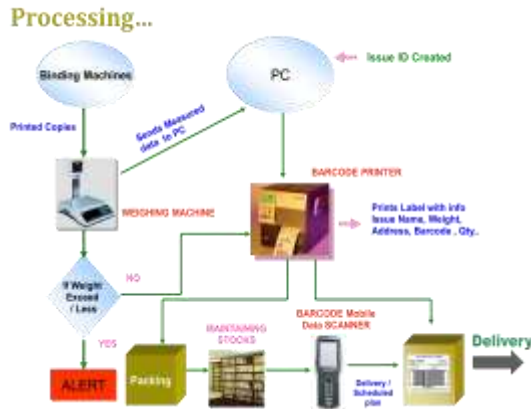 Processing...
Binding Machines
PC
Issue ID Created
Printed Copies
Sends Measured
data to PC
BARCODE PRINTER
WEIGHING MACHINE
Prints Label with info
Issue Name, Weight,
Address, Barcode , Qty..
If Weight
Exceed
/ Less
NO
YES
MAINTAINING
STOCKS
BARCODE Mobile
Data SCANNER
Delivery
ALERT
Packing
Delivery /
Scheduled
plan